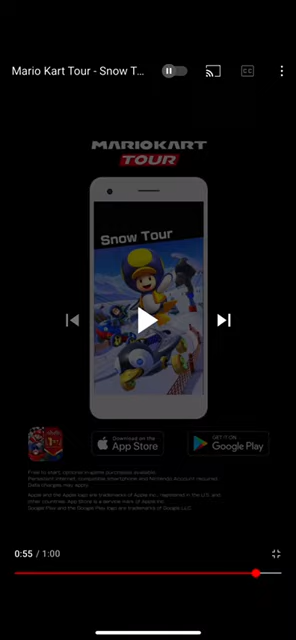 Mario Kart Tour - Snow T...
CC
MARIOKART
TOUR
Snow Tour
Download on the
App Store
GET IT ON
Google Play
Free to start; optional in-game purchases available.
Persistent Internet, compatible smartphone and Nintendo Account required.
Data charges may apply.
Apple and the Apple logo are trademarks of Apple Inc., registered in the U.S. and
other countries. App Store is a service mark of Apple Inc.
Google Play and the Google Play logo are trademarks of Google LLC.
0:55 / 1:00